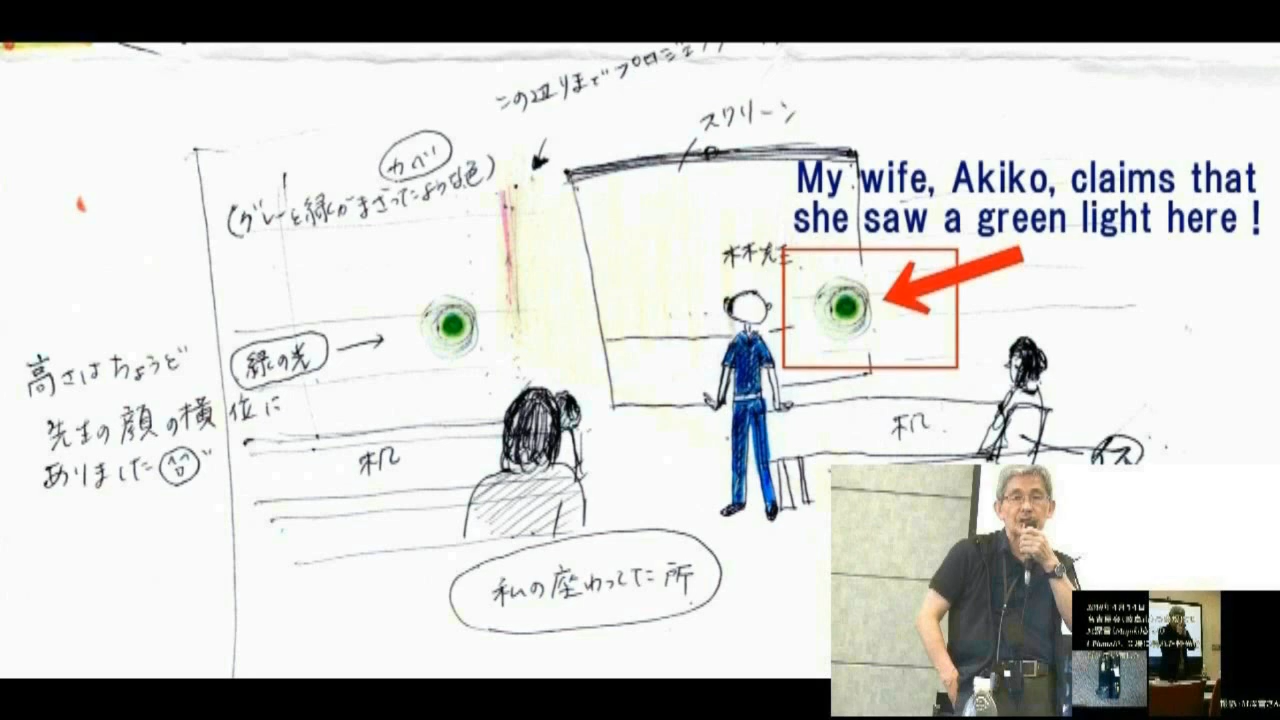 この辺りまでプロジェク
スクリーン
カベ
(グレーと緑がまざったような色)
My wife, Akiko, claims that
she saw a green light here !
林先生
緑の光
高さはちょうど
先生の顔の横位に
ありました
机
机
イス
私の座わってた所